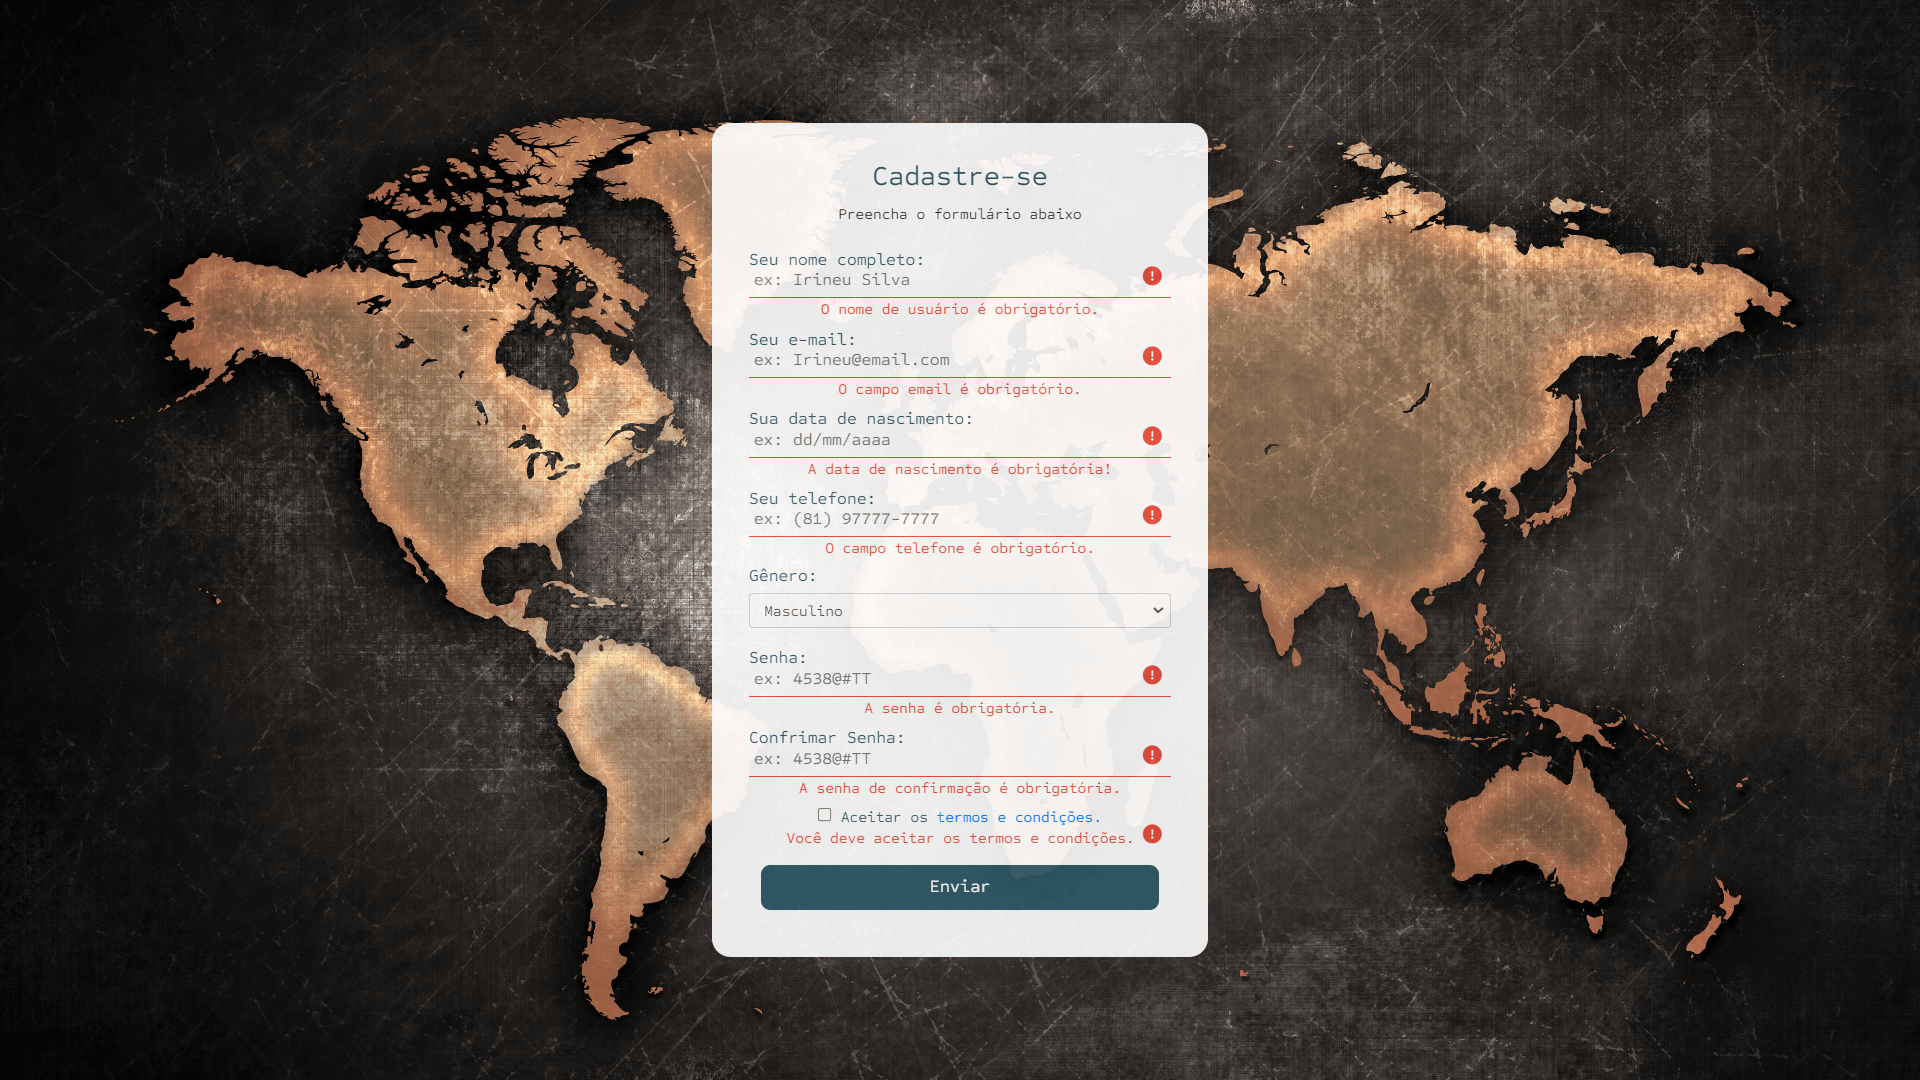 Cadastre-se
Preencha o formulário abaixo
Seu nome completo:
ex: Irineu Silva
O nome de usuário é obrigatório.
Seu e-mail:
ex: Irineu@email.com
O campo email é obrigatório.
Sua data de nascimento:
ex: dd/mm/aaaa
A data de nascimento é obrigatória!
Seu telefone:
ex: (81) 97777-7777
O campo telefone é obrigatório.
Gênero:
Masculino
Senha:
ex: 4538@#TT
A senha é obrigatória.
Confrimar Senha:
ex: 4538@#TT
A senha de confirmação é obrigatória.
Aceitar os termos e condições.
Você deve aceitar os termos e condições.
Enviar